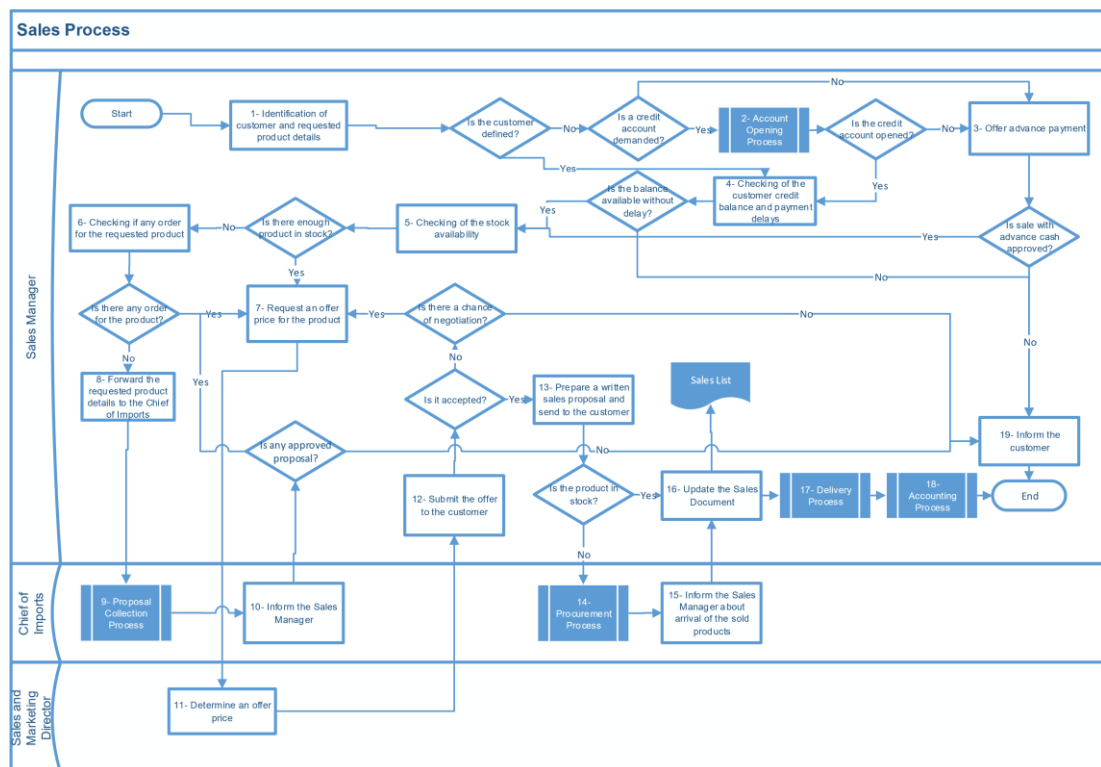 Sales Process
Sales Manager
Start
1- Identification of
customer and requested
product details
Is the customer
defined?
No
Yes
Is a credit
account
demanded?
No
Yes
2- Account
Opening
Process
Is the credit
account opened?
No
Yes
3- Offer advance payment
4- Checking of the
customer credit
balance and payment
delays
Is the balance
available without
delay?
Yes
No
Is sale with
advance cash
approved?
Yes
No
5- Checking of the stock
availability
Is there enough
product in stock?
No
Yes
6- Checking if any order
for the requested product
Is there any order
for the product?
Yes
No
7- Request an offer
price for the product
Is there a chance
of negotiation?
Yes
No
8- Forward the
requested product
details to the Chief
of Imports
Yes
Is any approved
proposal?
No
Is it accepted?
No
Yes
13- Prepare a written
sales proposal and
send to the customer
Sales List
12- Submit the offer
to the customer
Is the product in
stock?
Yes
No
16- Update the Sales
Document
17- Delivery
Process
18-
Accounting
Process
19- Inform the
customer
End
Chief of
Imports
9- Proposal
Collection
Process
10- Inform the Sales
Manager
14-
Procurement
Process
15- Inform the Sales
Manager about
arrival of the sold
products
Sales and
Marketing
Director
11- Determine an offer
price